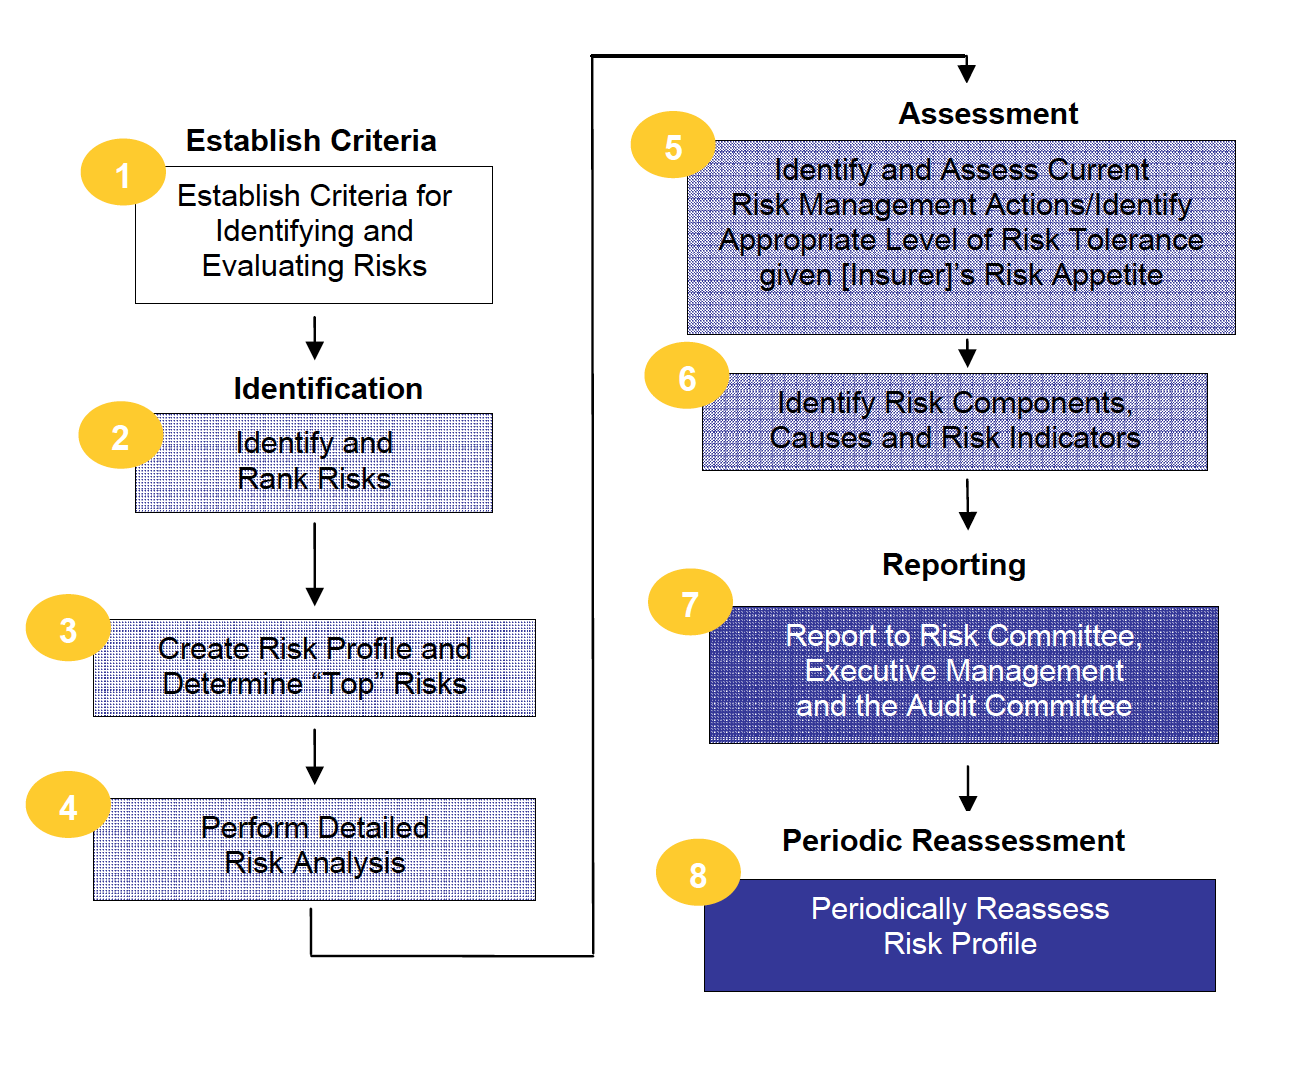 Establish Criteria
1
Establish Criteria for
Identifying and
Evaluating Risks
Identification
2
Identify and
Rank Risks
3
Create Risk Profile and
Determine “Top” Risks
4
Perform Detailed
Risk Analysis
Assessment
5
Identify and Assess Current
Risk Management Actions/Identify
Appropriate Level of Risk Tolerance
given [Insurer]’s Risk Appetite
6
Identify Risk Components,
Causes and Risk Indicators
Reporting
7
Report to Risk Committee,
Executive Management
and the Audit Committee
Periodic Reassessment
8
Periodically Reassess
Risk Profile